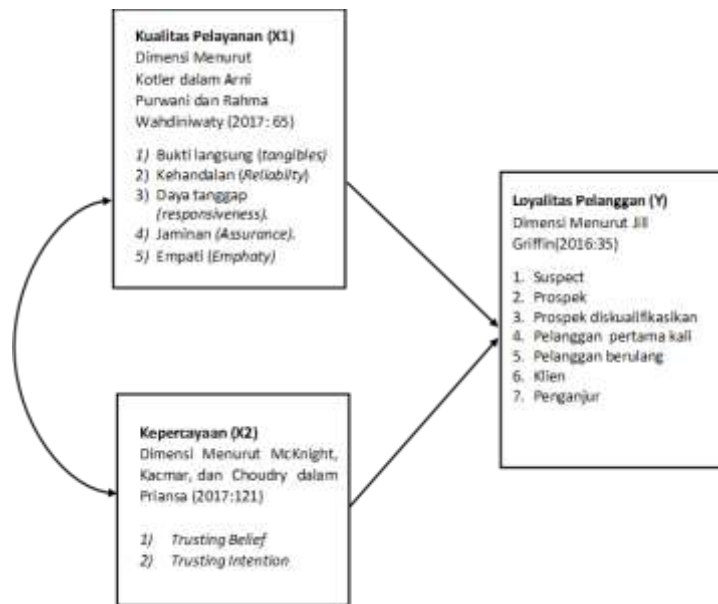 Kualitas Pelayanan (X1)
Dimensi Menurut
Kotler dalam Arni
Purwani dan Rahma
Wahdiniwaty (2017: 65)
1) Bukti langsung (tangibles)
2) Kehandalan (Reliabilty)
3) Daya tanggap
(responsiveness).
4) Jaminan (Assurance).
5) Empati (Emphaty)
Kepercayaan (X2)
Dimensi Menurut McKnight,
Kacmar, dan Choudry dalam
Priansa (2017:121)
1) Trusting Belief
2) Trusting Intention
Loyalitas Pelanggan (Y)
Dimensi Menurut Jill
Griffin(2016:35)
1. Suspect
2. Prospek
3. Prospek diskualifikasikan
4. Pelanggan pertama kali
5. Pelanggan berulang
6. Klien
7. Penganjur